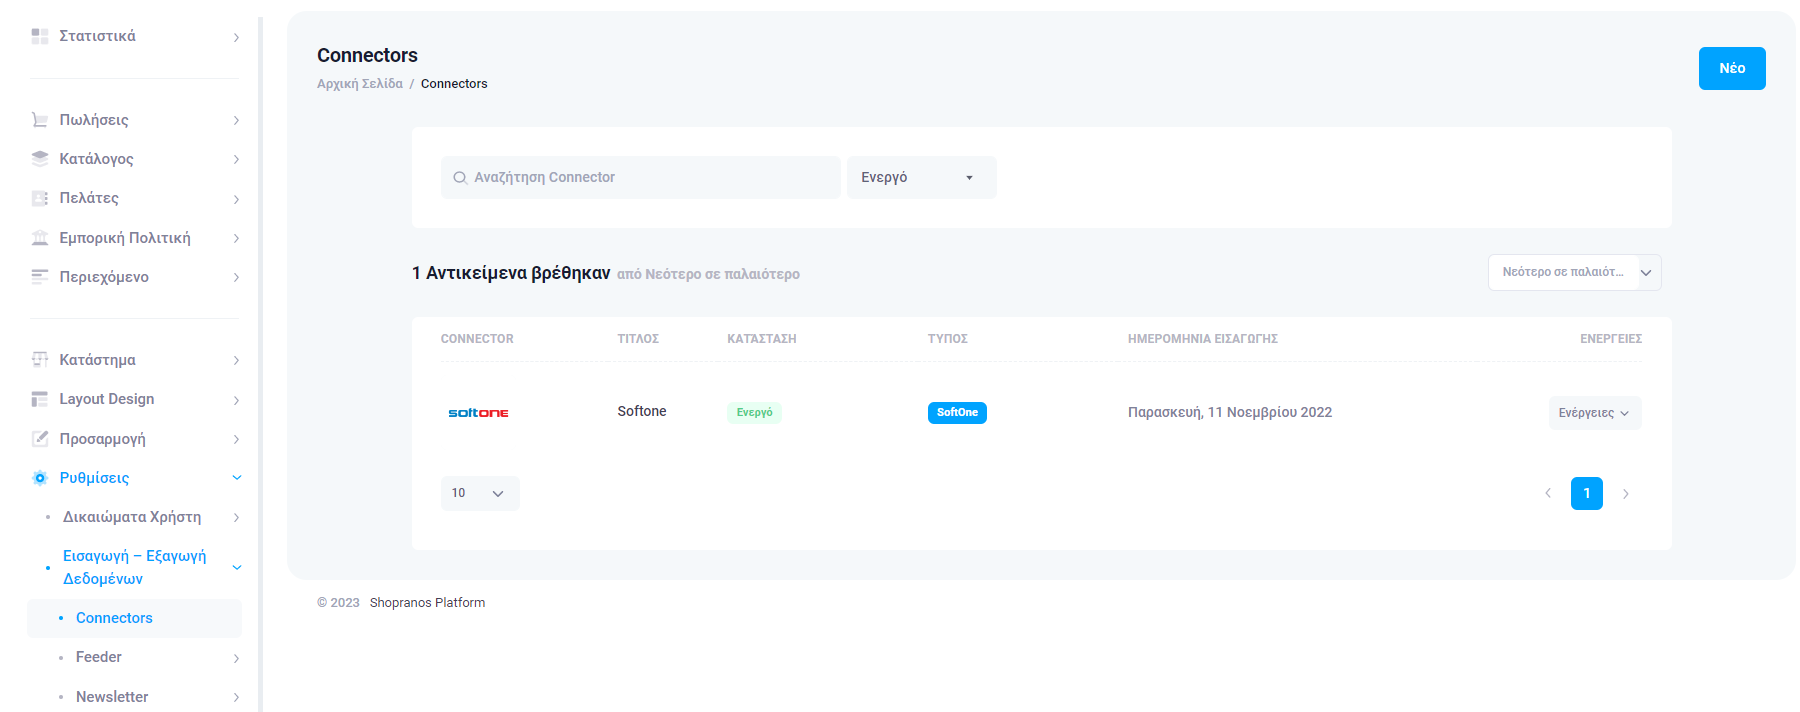 Στατιστικά
Πωλήσεις
Κατάλογος
Πελάτες
Εμπορική Πολιτική
Περιεχόμενο
Κατάστημα
Layout Design
Προσαρμογή
Ρυθμίσεις
Δικαιώματα Χρήστη
Εισαγωγή – Εξαγωγή
Δεδομένων
Connectors
Feeder
Newsletter
Connectors
Αρχική Σελίδα / Connectors
Νέο
Αναζήτηση Connector
Ενεργό
1 Αντικείμενα βρέθηκαν από Νεότερο σε παλαιότερο
Νεότερο σε παλαιότ...
CONNECTOR ΤΙΤΛΟΣ ΚΑΤΆΣΤΑΣΗ ΤΥΠΟΣ ΗΜΕΡΟΜΗΝΙΑ ΕΙΣΑΓΩΓΗΣ ΕΝΕΡΓΕΙΕΣ
softone Softone Ενεργό SoftOne Παρασκευή, 11 Νοεμβρίου 2022 Ενέργειες
10
1
© 2023 Shopranos Platform